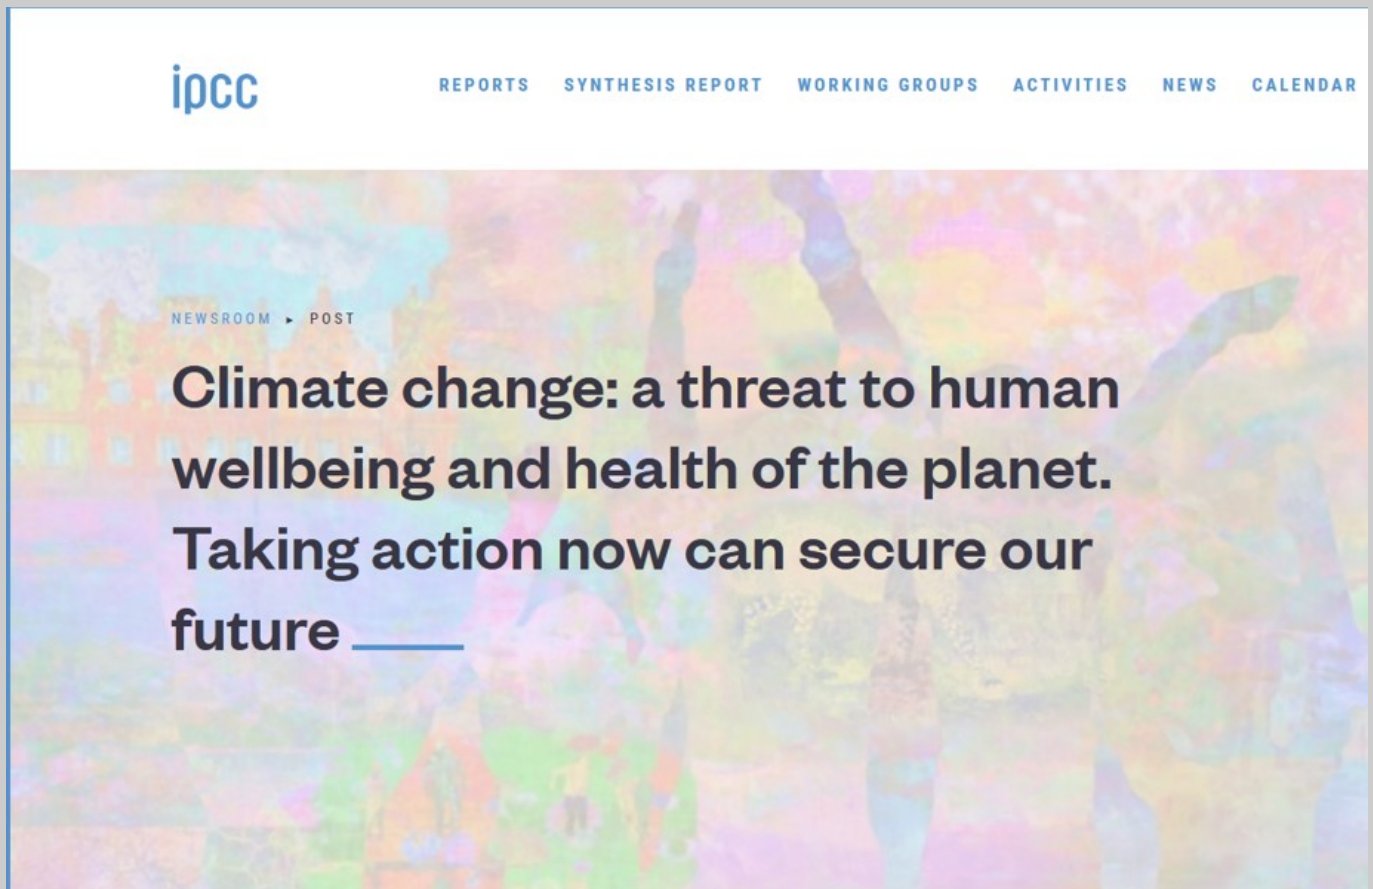 ipcc
REPORTS SYNTHESIS REPORT WORKING GROUPS ACTIVITIES NEWS CALENDAR
NEWSROOM ▸ POST
Climate change: a threat to human
wellbeing and health of the planet.
Taking action now can secure our
future